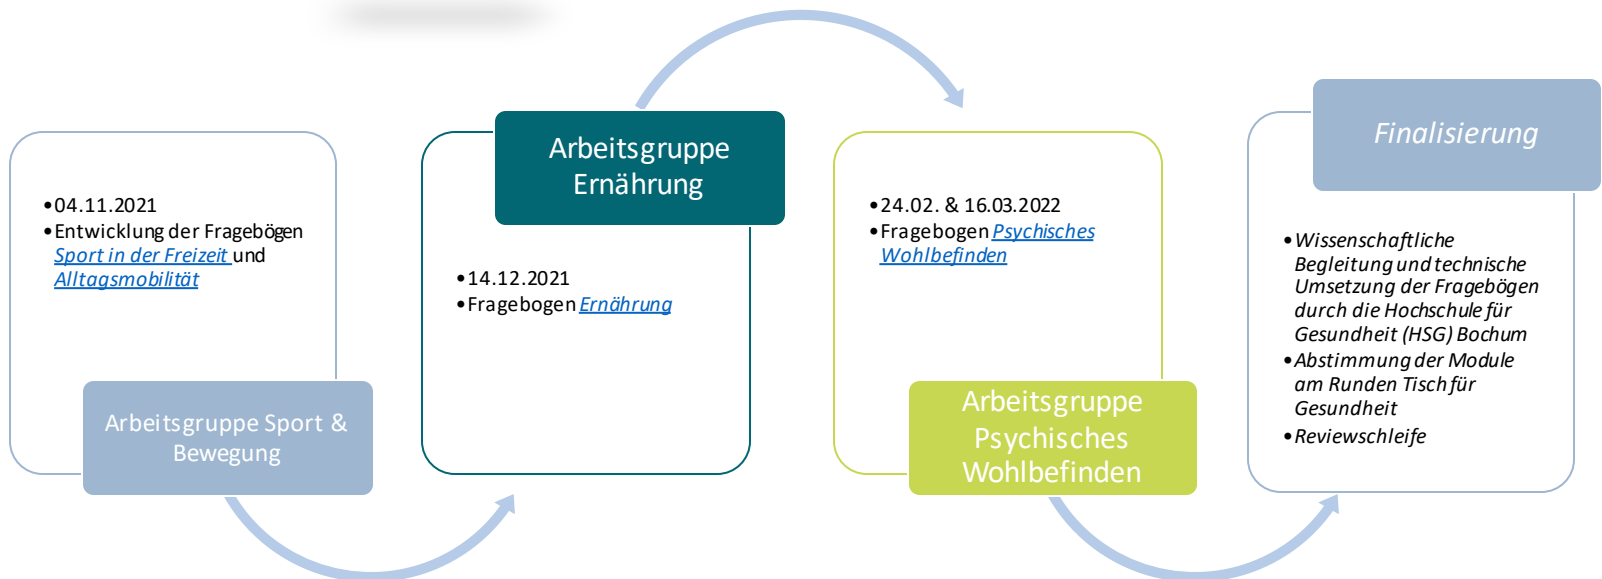 •04.11.2021
•Entwicklung der Fragebögen
Sport in der Freizeit und
Alltagsmobilität
Arbeitsgruppe Sport &
Bewegung
Arbeitsgruppe
Ernährung
•14.12.2021
•Fragebogen Ernährung
•24.02. & 16.03.2022
•Fragebogen Psychisches
Wohlbefinden
Arbeitsgruppe
Psychisches
Wohlbefinden
Finalisierung
•Wissenschaftliche
Begleitung und technische
Umsetzung der Fragebögen
durch die Hochschule für
Gesundheit (HSG) Bochum
•Abstimmung der Module
am Runden Tisch für
Gesundheit
•Reviewschleife